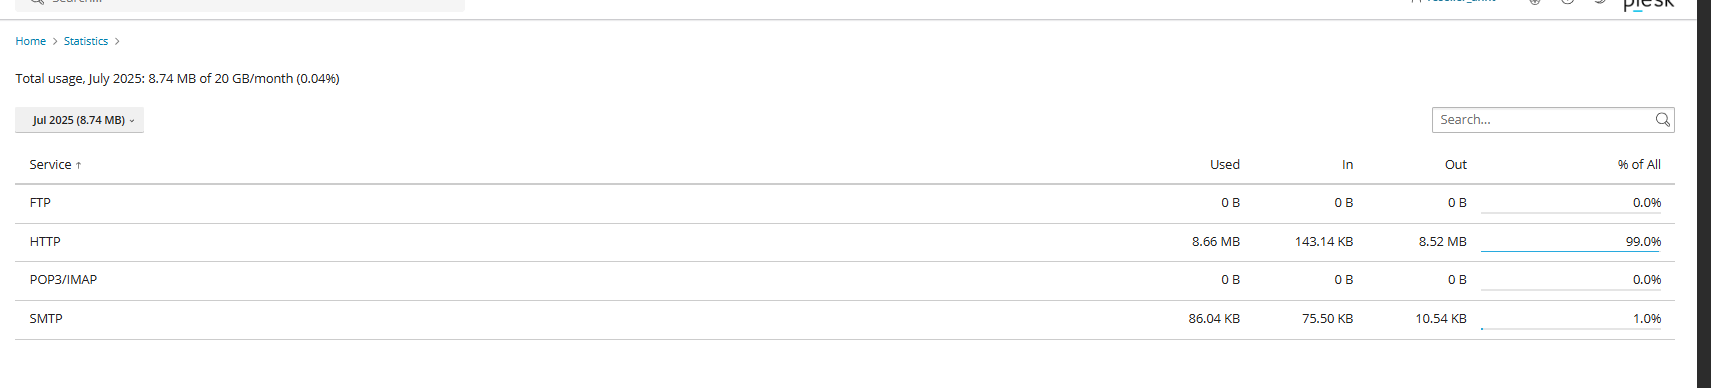 Search...
plesk
Home > Statistics >
Total usage, July 2025: 8.74 MB of 20 GB/month (0.04%)
Jul 2025 (8.74 MB)
Search...
Service ↑ Used In Out % of All
FTP 0 B 0 B 0 B 0.0%
HTTP 8.66 MB 143.14 KB 8.52 MB 99.0%
POP3/IMAP 0 B 0 B 0 B 0.0%
SMTP 86.04 KB 75.50 KB 10.54 KB 1.0%